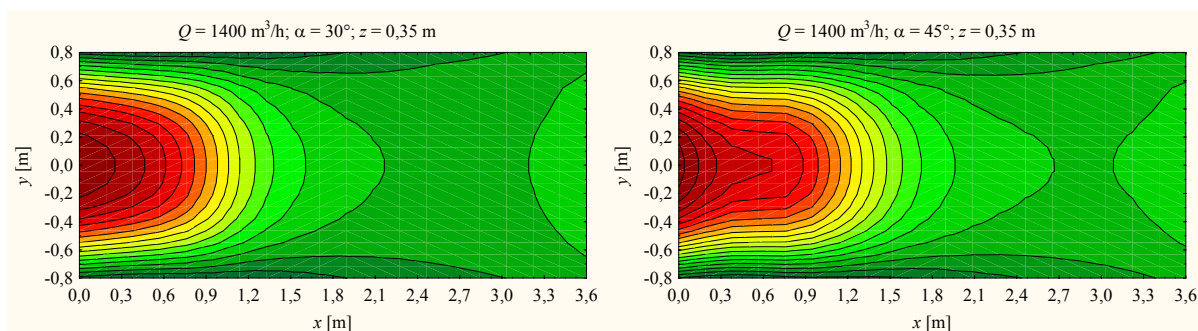 Q = 1400 m³/h; α = 30°; z = 0,35 m
0,8
0,6
0,4
0,2
0,0
-0,2
-0,4
-0,6
-0,8
y [m]
0,0 0,3 0,6 0,9 1,2 1,5 1,8 2,1 2,4 2,7 3,0 3,3 3,6
x [m]
Q = 1400 m³/h; α = 45°; z = 0,35 m
0,8
0,6
0,4
0,2
0,0
-0,2
-0,4
-0,6
-0,8
y [m]
0,0 0,3 0,6 0,9 1,2 1,5 1,8 2,1 2,4 2,7 3,0 3,3 3,6
x [m]